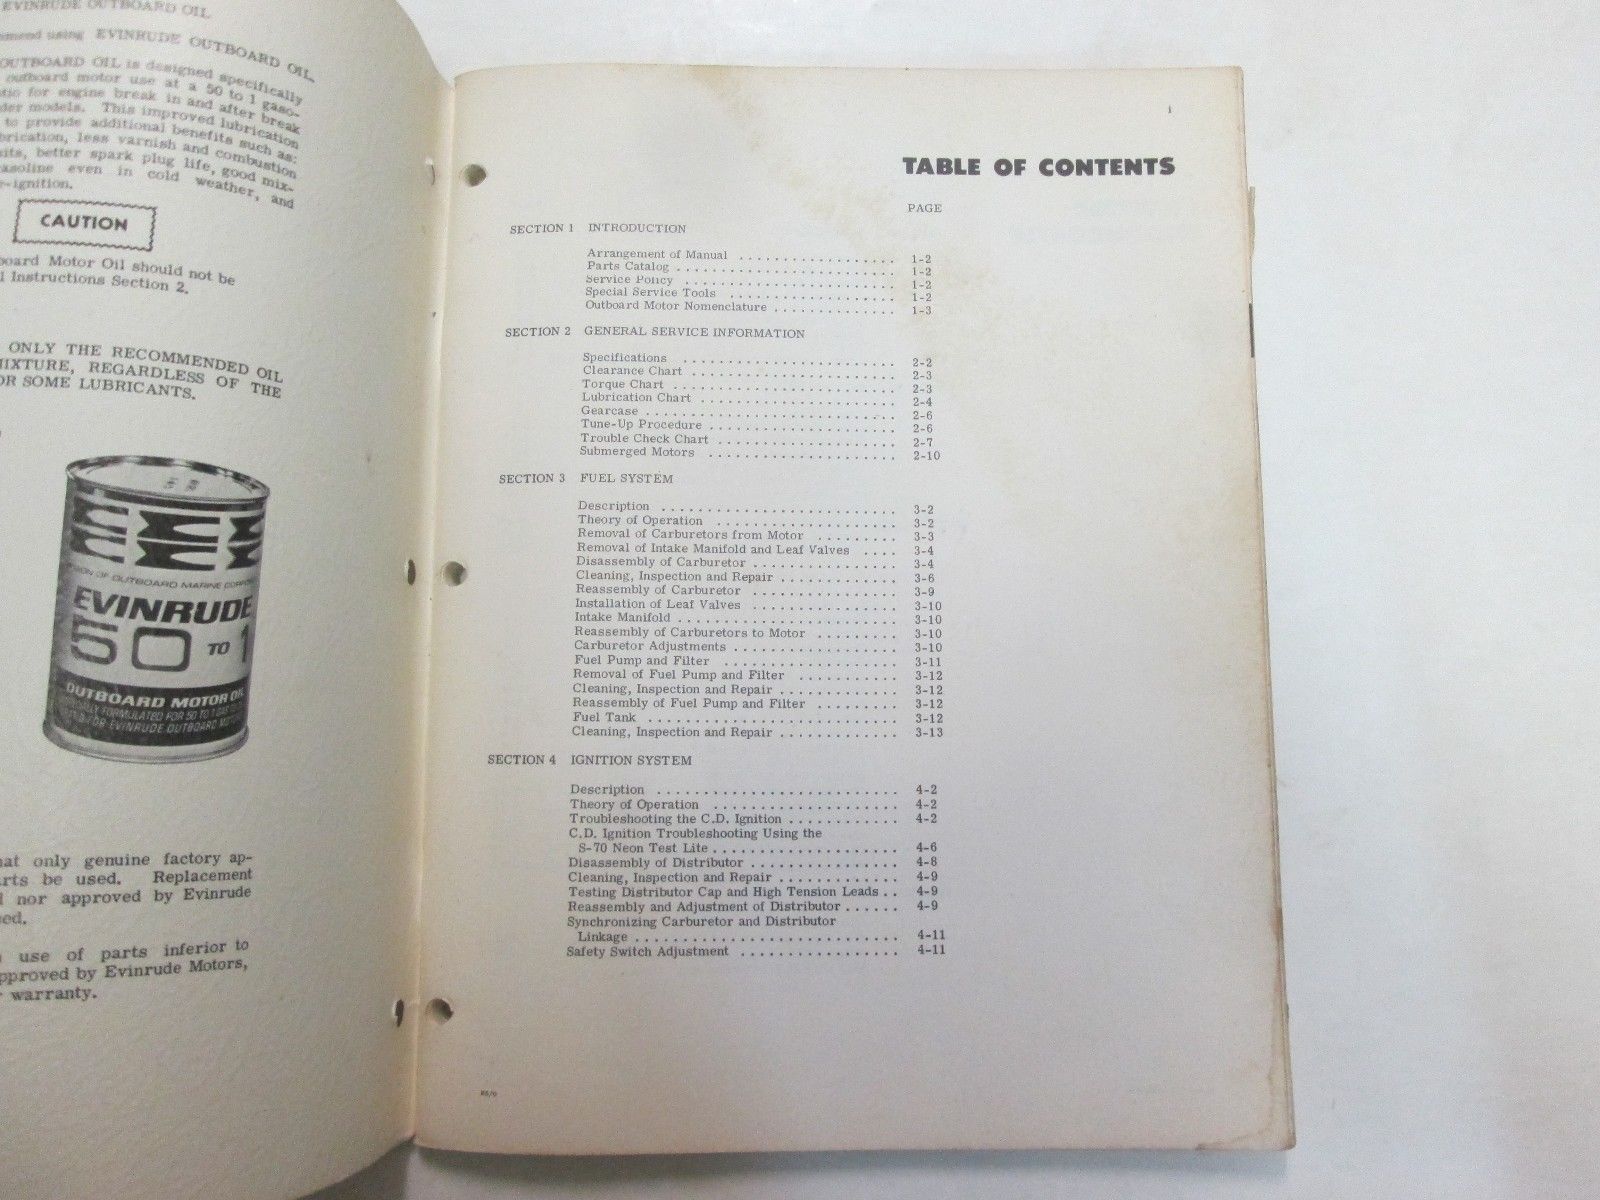 EVINRUDE OUTBOARD OIL
using EVINRUDE OUTBOARD OIL.
OUTBOARD OIL is designed specifically
outboard motor use at a 50 to 1 gaso-
for engine break in and after break
models. This improved lubrication
to provide additional benefits such as:
less varnish and combustion
better spark plug life, good mix-
even in cold weather, and
-ignition.
CAUTION
Motor Oil should not be
Instructions Section 2.
ONLY THE RECOMMENDED OIL
REGARDLESS OF THE
OR SOME LUBRICANTS.
OF OUTBOARD MARINE
EVINRUDE
50 TO 1
OUTBOARD MOTOR OIL
FORMULATED FOR 50 TO 1
FOR EVINRUDE OUTBOARD
only genuine factory ap-
be used. Replacement
nor approved by Evinrude
use of parts inferior to
approved by Evinrude Motors,
warranty.
1
TABLE OF CONTENTS
PAGE
SECTION 1 INTRODUCTION
Arrangement of Manual . . . . . . . . . . . . . . . . . 1-2
Parts Catalog . . . . . . . . . . . . . . . . . . . . . . . 1-2
Service Policy . . . . . . . . . . . . . . . . . . . . . . 1-2
Special Service Tools . . . . . . . . . . . . . . . . . . 1-2
Outboard Motor Nomenclature . . . . . . . . . . . . . 1-3
SECTION 2 GENERAL SERVICE INFORMATION
Specifications . . . . . . . . . . . . . . . . . . . . . . 2-2
Clearance Chart . . . . . . . . . . . . . . . . . . . . . 2-3
Torque Chart . . . . . . . . . . . . . . . . . . . . . . . 2-3
Lubrication Chart . . . . . . . . . . . . . . . . . . . . 2-4
Gearcase . . . . . . . . . . . . . . . . . . . . . . . . . 2-6
Tune-Up Procedure . . . . . . . . . . . . . . . . . . . 2-6
Trouble Check Chart . . . . . . . . . . . . . . . . . . 2-7
Submerged Motors . . . . . . . . . . . . . . . . . . . 2-10
SECTION 3 FUEL SYSTEM
Description . . . . . . . . . . . . . . . . . . . . . . . . 3-2
Theory of Operation . . . . . . . . . . . . . . . . . . 3-2
Removal of Carburetors from Motor . . . . . . . . . 3-3
Removal of Intake Manifold and Leaf Valves . . . . 3-4
Disassembly of Carburetor . . . . . . . . . . . . . . . 3-4
Cleaning, Inspection and Repair . . . . . . . . . . . . 3-6
Reassembly of Carburetor . . . . . . . . . . . . . . . 3-9
Installation of Leaf Valves . . . . . . . . . . . . . . . 3-10
Intake Manifold . . . . . . . . . . . . . . . . . . . . . . 3-10
Reassembly of Carburetors to Motor . . . . . . . . . 3-10
Carburetor Adjustments . . . . . . . . . . . . . . . . . 3-10
Fuel Pump and Filter . . . . . . . . . . . . . . . . . . 3-11
Removal of Fuel Pump and Filter . . . . . . . . . . . 3-12
Cleaning, Inspection and Repair . . . . . . . . . . . . 3-12
Reassembly of Fuel Pump and Filter . . . . . . . . . 3-12
Fuel Tank . . . . . . . . . . . . . . . . . . . . . . . . . 3-12
Cleaning, Inspection and Repair . . . . . . . . . . . . 3-13
SECTION 4 IGNITION SYSTEM
Description . . . . . . . . . . . . . . . . . . . . . . . . 4-2
Theory of Operation . . . . . . . . . . . . . . . . . . . 4-2
Troubleshooting the C.D. Ignition . . . . . . . . . . . . 4-2
C.D. Ignition Troubleshooting Using the
S-70 Neon Test Lite . . . . . . . . . . . . . . . . . . . 4-6
Disassembly of Distributor . . . . . . . . . . . . . . . 4-8
Cleaning, Inspection and Repair . . . . . . . . . . . . 4-9
Testing Distributor Cap and High Tension Leads . . 4-9
Reassembly and Adjustment of Distributor . . . . . . 4-9
Synchronizing Carburetor and Distributor
Linkage . . . . . . . . . . . . . . . . . . . . . . . . . . . 4-11
Safety Switch Adjustment . . . . . . . . . . . . . . . . 4-11